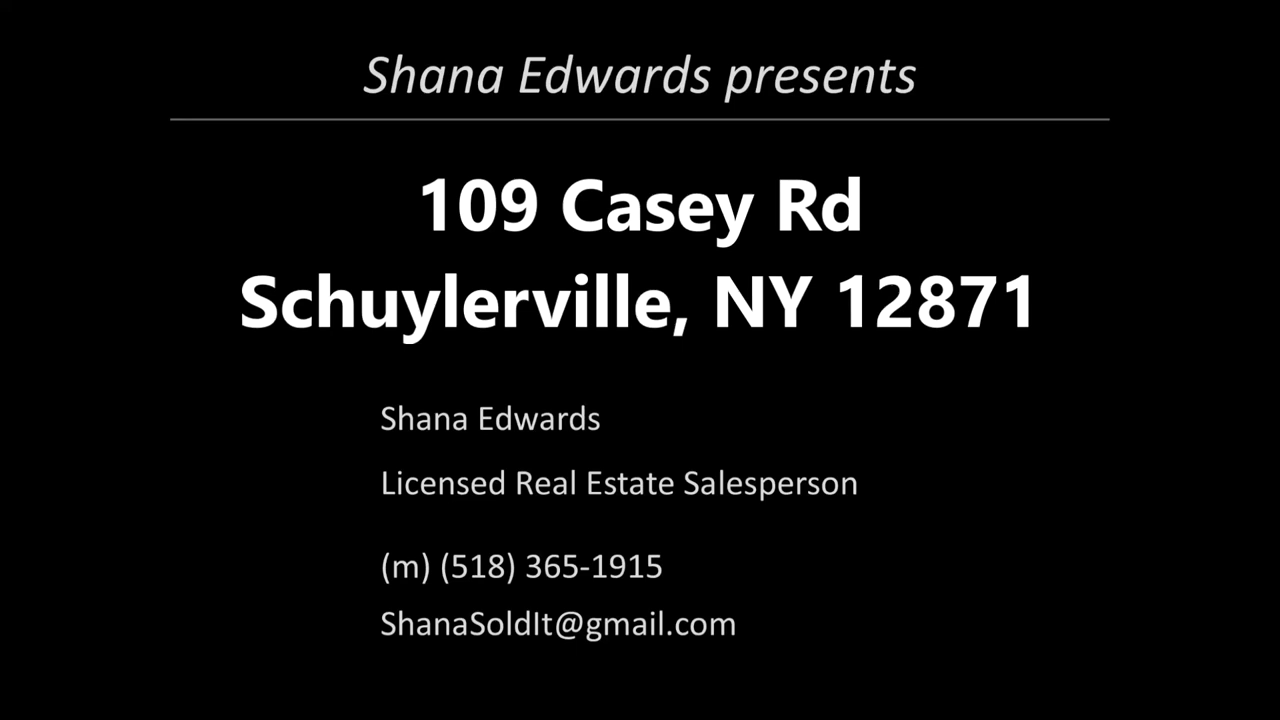 Shana Edwards presents
109 Casey Rd
Schuylerville, NY 12871
Shana Edwards
Licensed Real Estate Salesperson
(m) (518) 365-1915
ShanaSoldIt@gmail.com